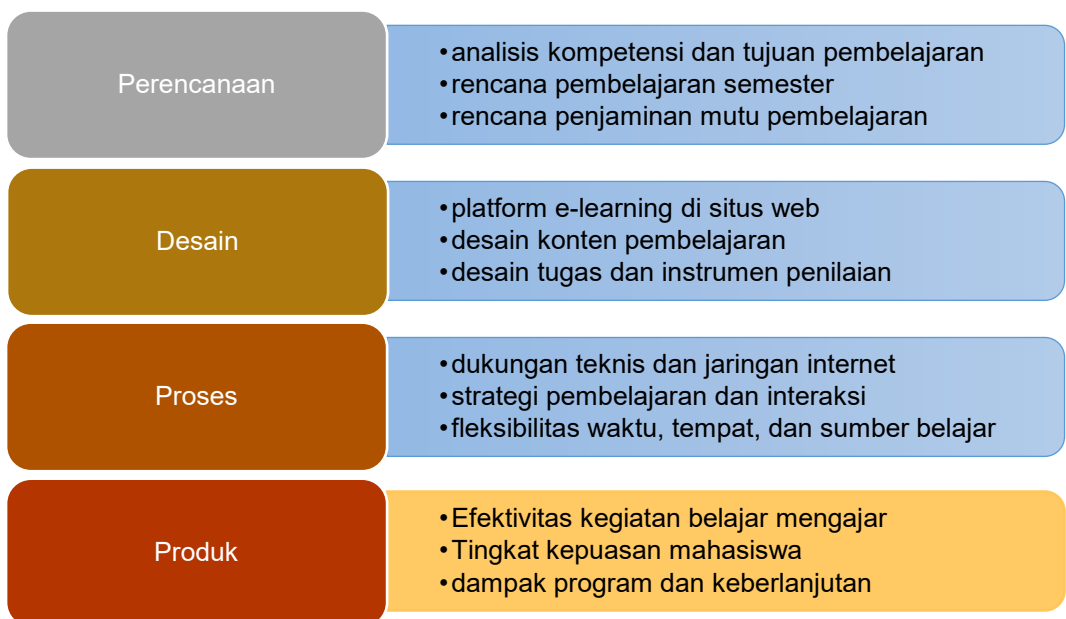 Perencanaan
•analisis kompetensi dan tujuan pembelajaran
•rencana pembelajaran semester
•rencana penjaminan mutu pembelajaran
Desain
•platform e-learning di situs web
•desain konten pembelajaran
•desain tugas dan instrumen penilaian
Proses
•dukungan teknis dan jaringan internet
•strategi pembelajaran dan interaksi
•fleksibilitas waktu, tempat, dan sumber belajar
Produk
•Efektivitas kegiatan belajar mengajar
•Tingkat kepuasan mahasiswa
•dampak program dan keberlanjutan